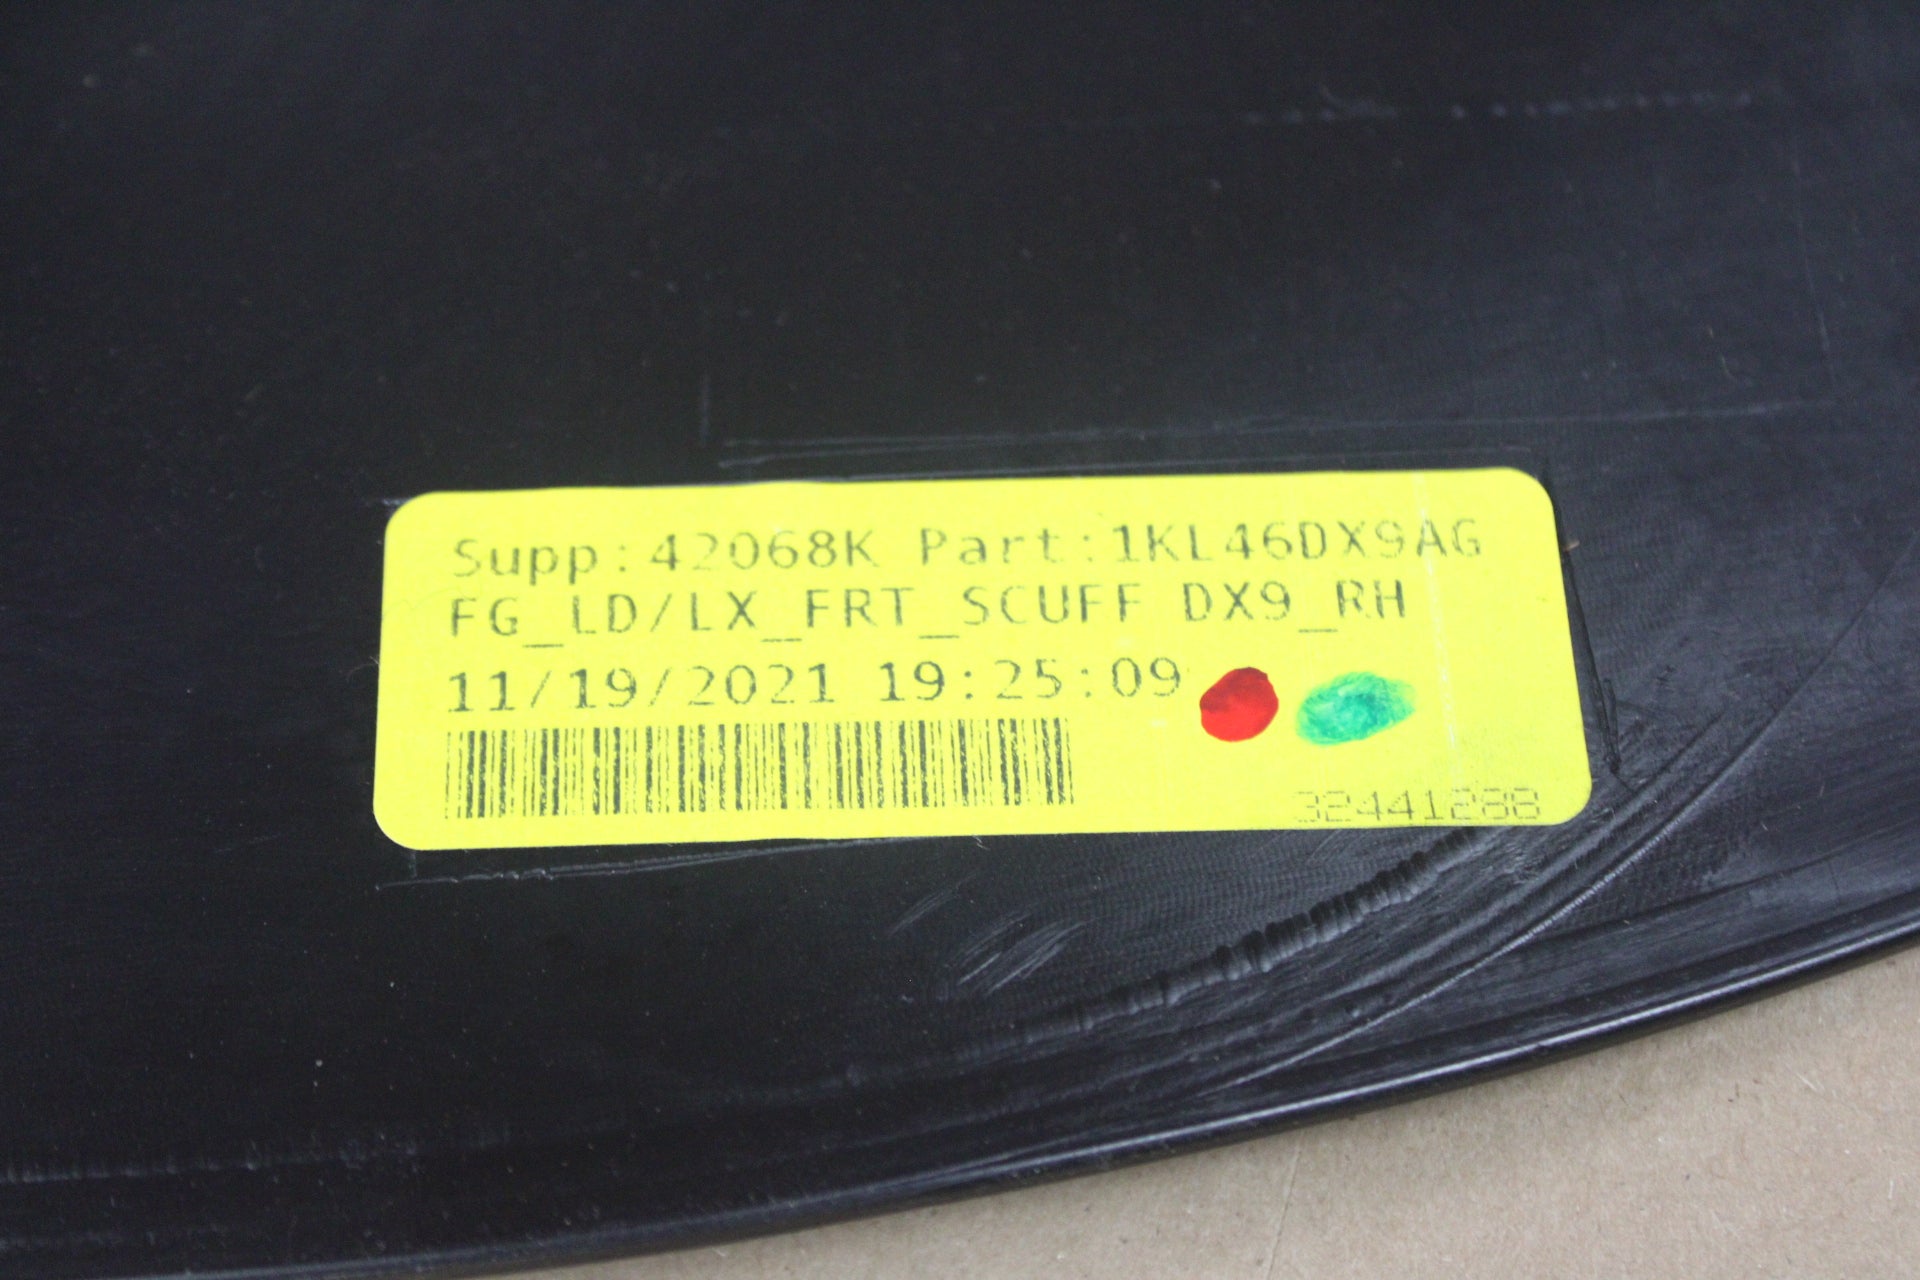 Supp:42068K Part:1KL46DX9AG
FG_LD/LX_FRT_SCUFF DX9_RH
11/19/2021 19:25:09
32441288